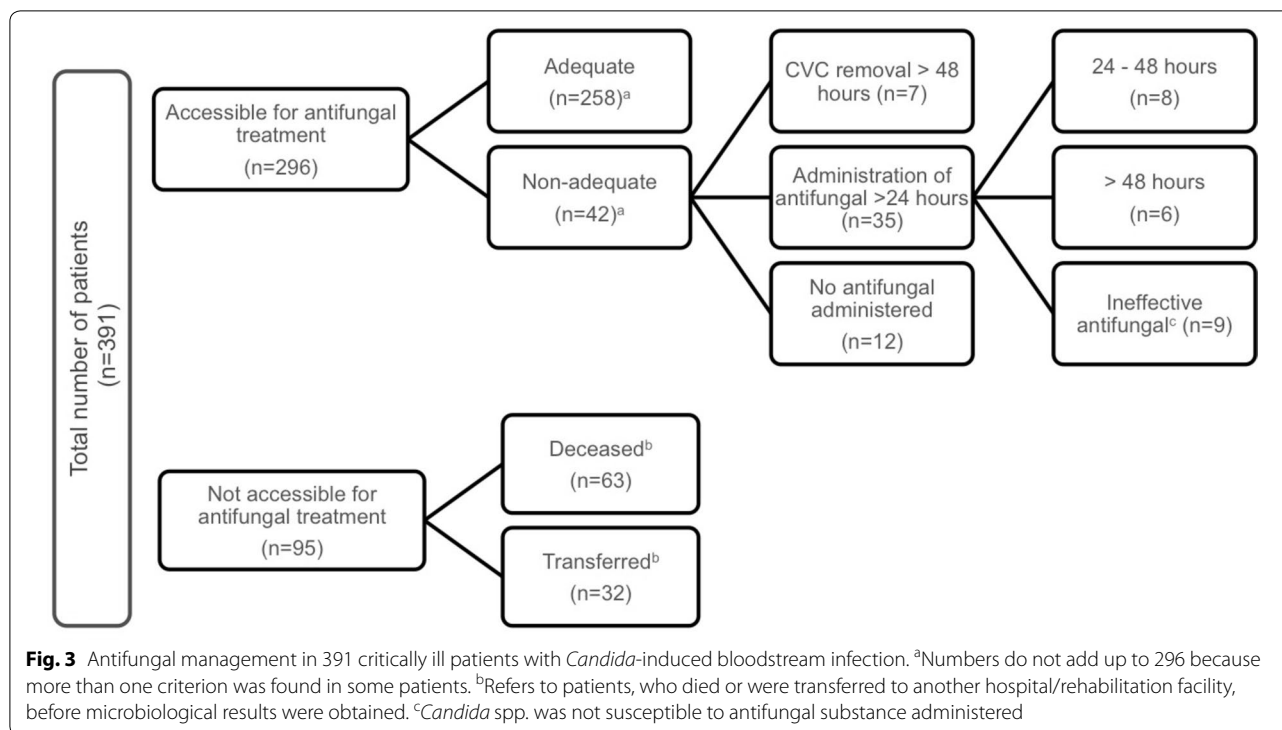 Total number of patients
(n=391)
Accessible for antifungal
treatment
(n=296)
Adequate
(n=258)ᵃ
Non-adequate
(n=42)ᵃ
CVC removal > 48
hours (n=7)
Administration of
antifungal >24 hours
(n=35)
No antifungal
administered
(n=12)
24 - 48 hours
(n=8)
> 48 hours
(n=6)
Ineffective
antifungalᶜ (n=9)
Not accessible for
antifungal treatment
(n=95)
Deceasedᵇ
(n=63)
Transferredᵇ
(n=32)
Fig. 3 Antifungal management in 391 critically ill patients with Candida-induced bloodstream infection. ᵃNumbers do not add up to 296 because
more than one criterion was found in some patients. ᵇRefers to patients, who died or were transferred to another hospital/rehabilitation facility,
before microbiological results were obtained. ᶜCandida spp. was not susceptible to antifungal substance administered